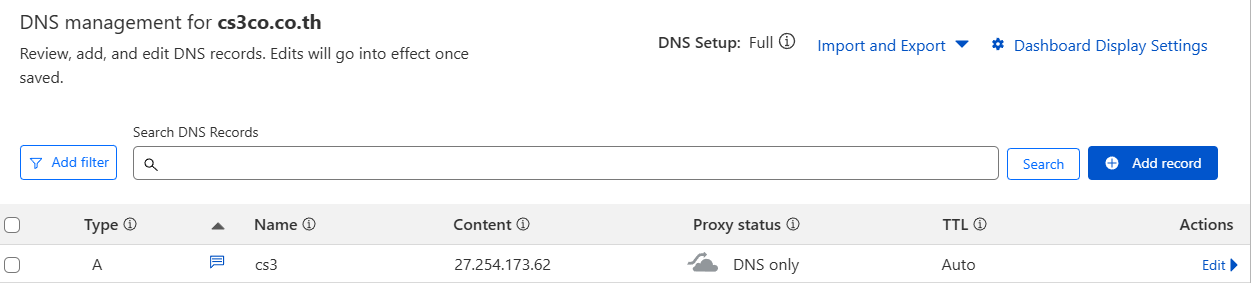 DNS management for cs3co.co.th
Review, add, and edit DNS records. Edits will go into effect once
saved.
DNS Setup: Full
Import and Export
Dashboard Display Settings
Search DNS Records
Add filter
Search
Add record
Type Name Content Proxy status TTL Actions
A cs3 27.254.173.62 DNS only Auto Edit